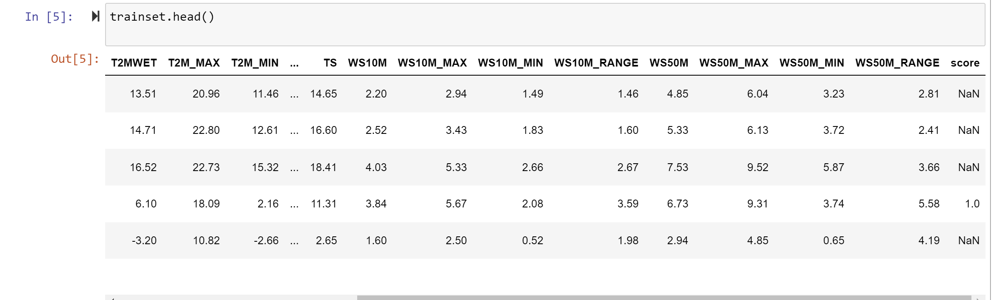 In [5]: trainset.head()
Out[5]:
T2MWET T2M_MAX T2M_MIN ... TS WS10M WS10M_MAX WS10M_MIN WS10M_RANGE WS50M WS50M_MAX WS50M_MIN WS50M_RANGE score
13.51 20.96 11.46 ... 14.65 2.20 2.94 1.49 1.46 4.85 6.04 3.23 2.81 NaN
14.71 22.80 12.61 ... 16.60 2.52 3.43 1.83 1.60 5.33 6.13 3.72 2.41 NaN
16.52 22.73 15.32 ... 18.41 4.03 5.33 2.66 2.67 7.53 9.52 5.87 3.66 NaN
6.10 18.09 2.16 ... 11.31 3.84 5.67 2.08 3.59 6.73 9.31 3.74 5.58 1.0
-3.20 10.82 -2.66 ... 2.65 1.60 2.50 0.52 1.98 2.94 4.85 0.65 4.19 NaN